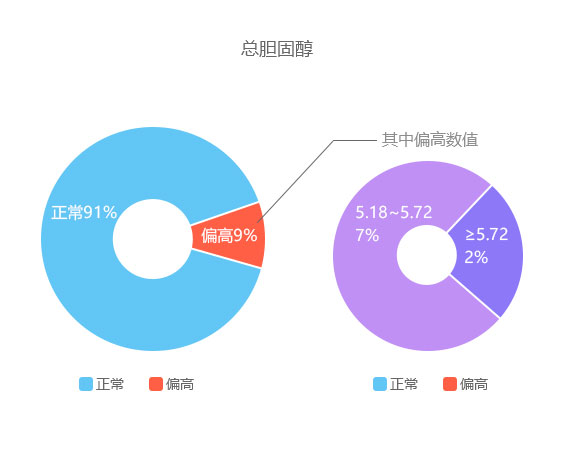 总胆固醇
其中偏高数值
正常91%
偏高9%
5.18~5.72
7%
≥5.72
2%
正常 偏高
正常 偏高